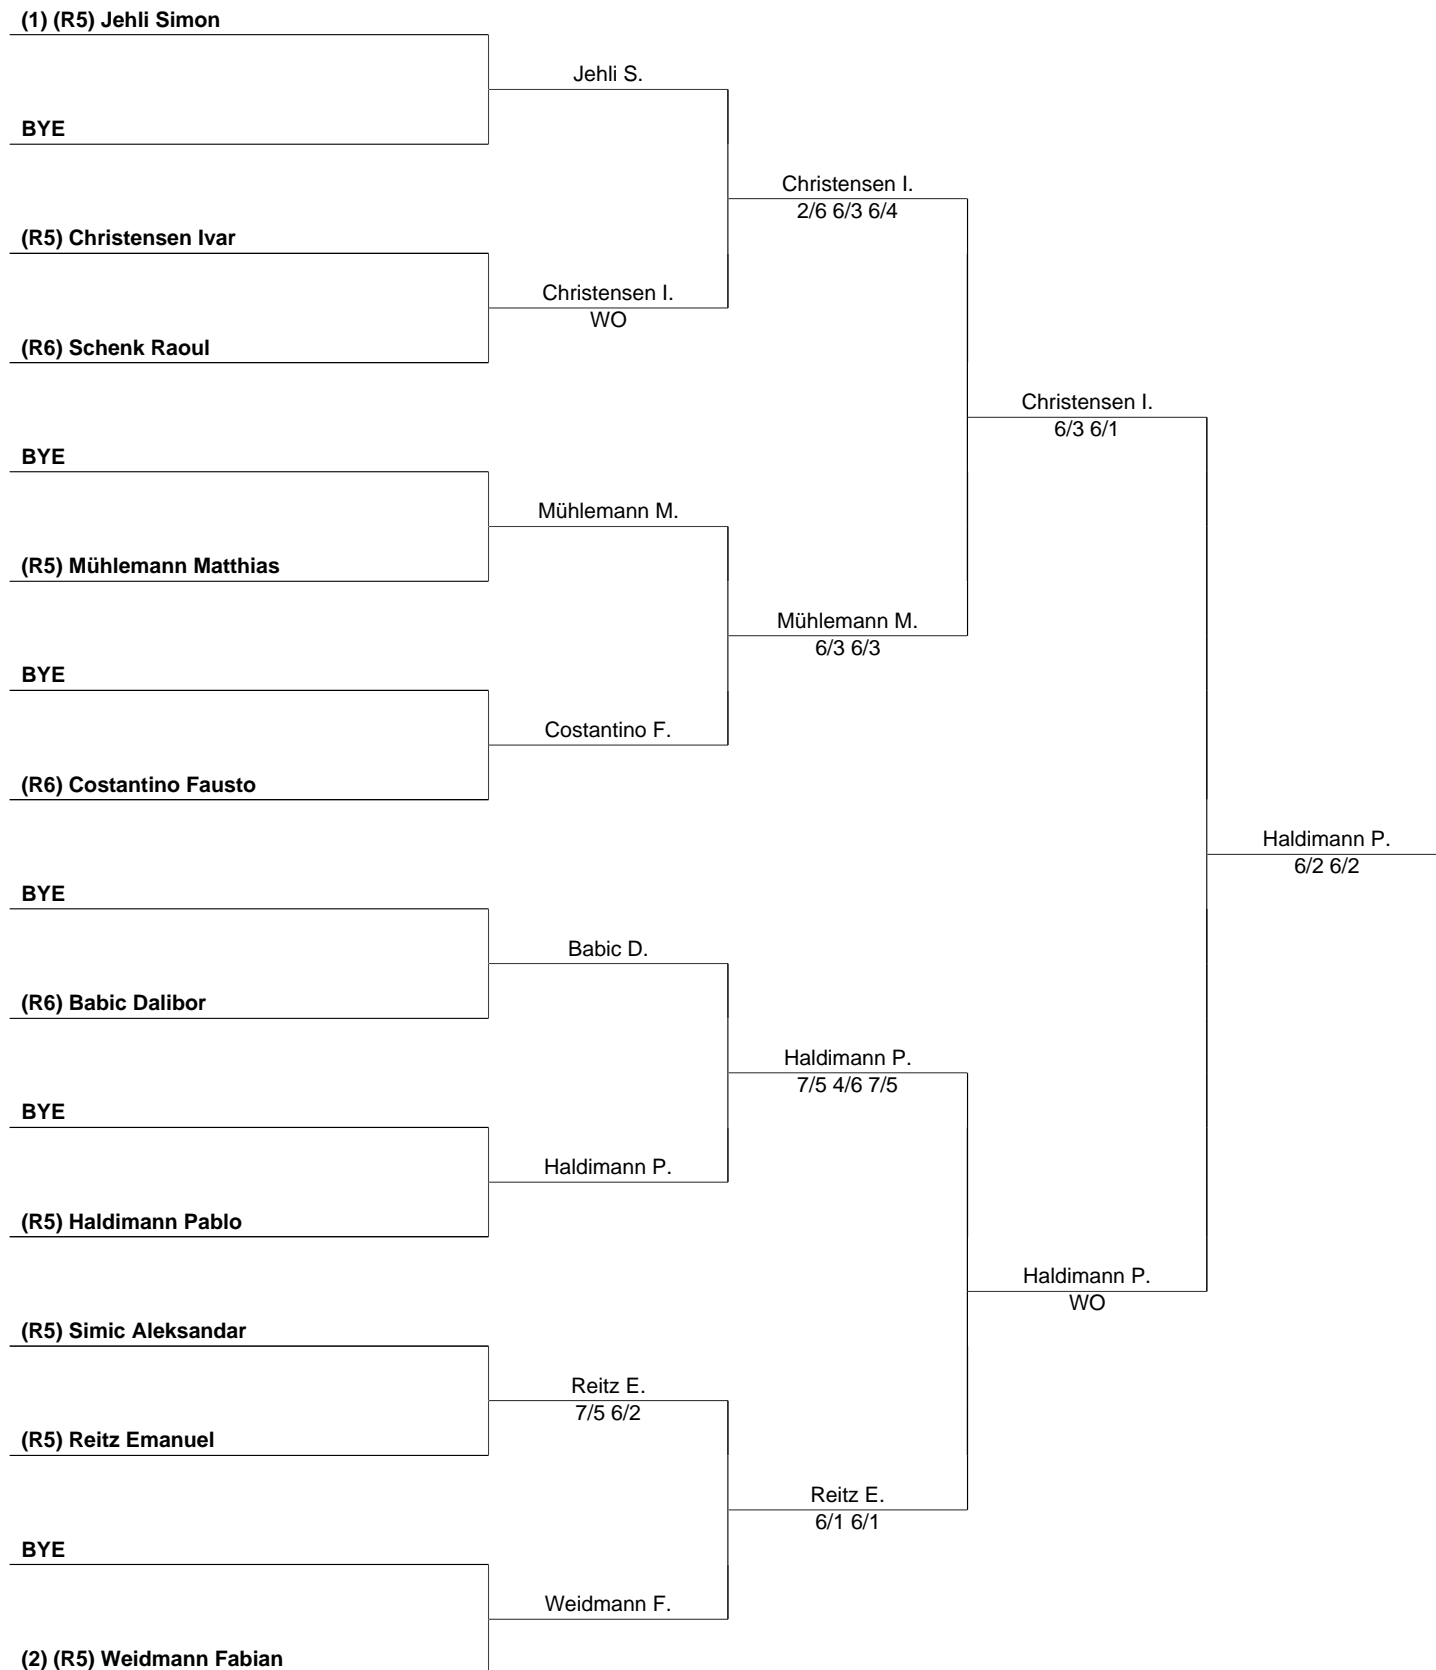 (1) (R5) Jehli Simon
Jehli S.
BYE
Christensen I.
2/6 6/3 6/4
(R5) Christensen Ivar
Christensen I.
WO
(R6) Schenk Raoul
Christensen I.
6/3 6/1
BYE
Mühlemann M.
(R5) Mühlemann Matthias
Mühlemann M.
6/3 6/3
BYE
Costantino F.
(R6) Costantino Fausto
Haldimann P.
6/2 6/2
BYE
Babic D.
(R6) Babic Dalibor
Haldimann P.
7/5 4/6 7/5
BYE
Haldimann P.
(R5) Haldimann Pablo
Haldimann P.
WO
(R5) Simic Aleksandar
Reitz E.
7/5 6/2
(R5) Reitz Emanuel
Reitz E.
6/1 6/1
BYE
Weidmann F.
(2) (R5) Weidmann Fabian